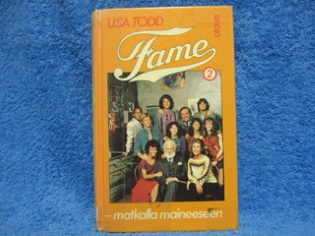 LISA TODD
OTAVA
Fame
2
– matkalla maineeseen